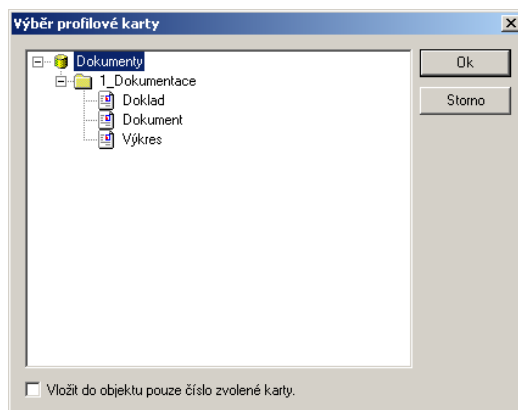 Výběr profilové karty
Dokumenty
Ok
1_Dokumentace
Doklad
Storno
Dokument
Výkres
Vložit do objektu pouze číslo zvolené karty.